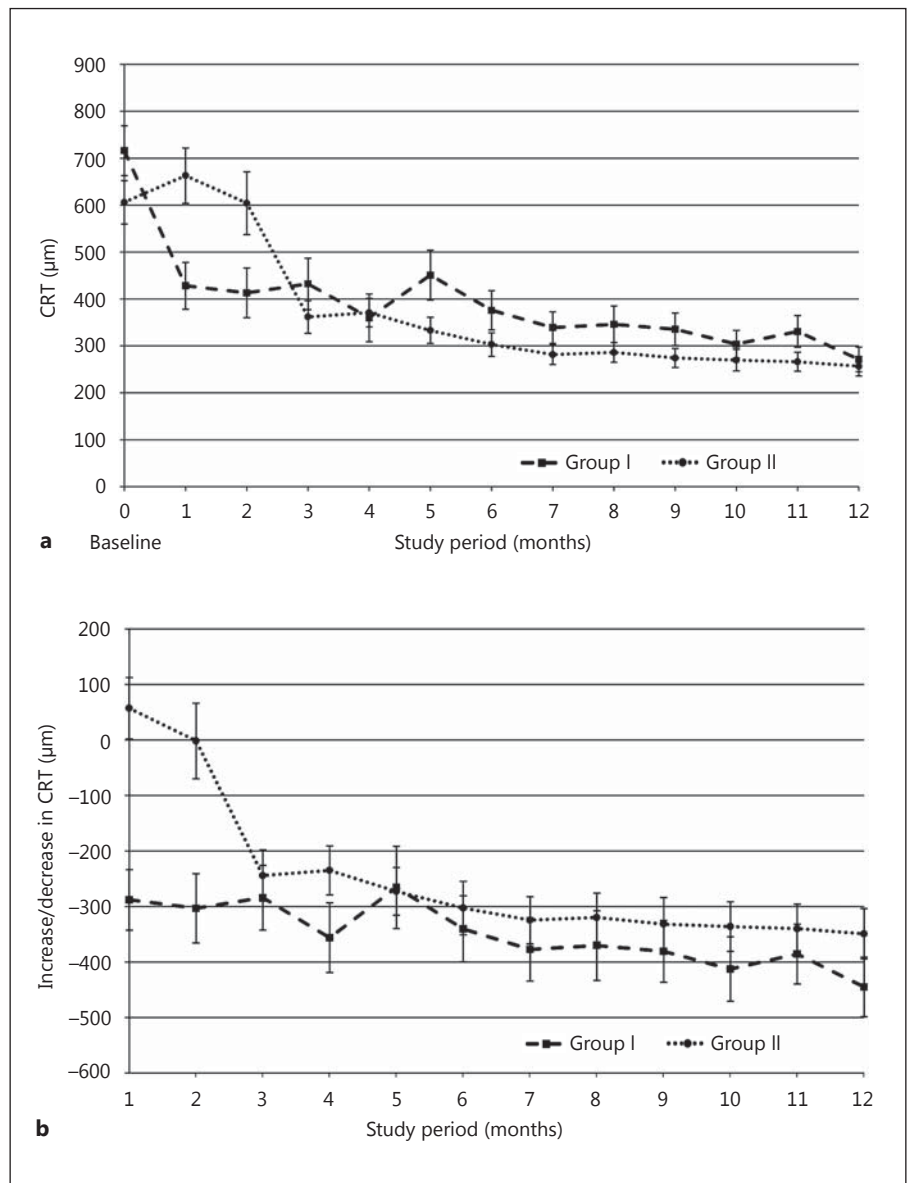 900
800
700
600
500
400
300
200
100
0
CRT (µm)
0 1 2 3 4 5 6 7 8 9 10 11 12
Group I Group II
a Baseline Study period (months)
200
100
0
–100
–200
–300
–400
–500
–600
Increase/decrease in CRT (µm)
Group I Group II
1 2 3 4 5 6 7 8 9 10 11 12
b Study period (months)